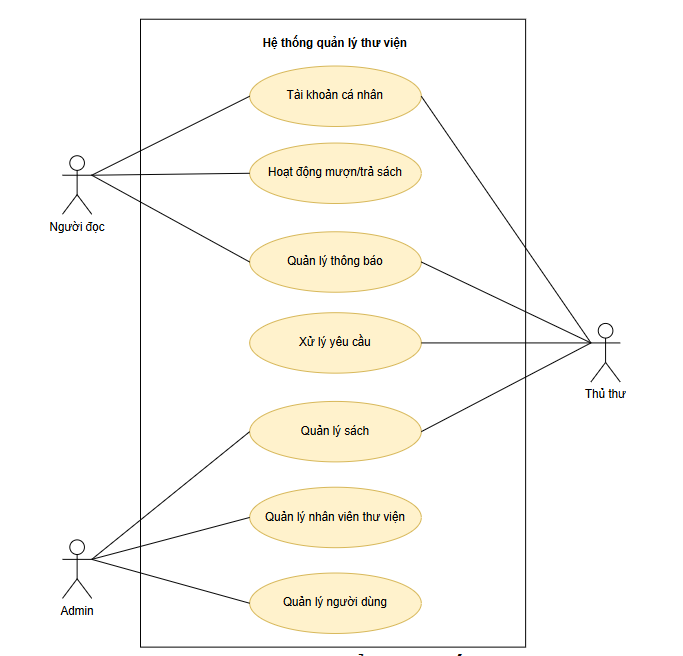 Hệ thống quản lý thư viện
Tài khoản cá nhân
Hoạt động mượn/trả sách
Người đọc
Quản lý thông báo
Xử lý yêu cầu
Thủ thư
Quản lý sách
Quản lý nhân viên thư viện
Admin
Quản lý người dùng